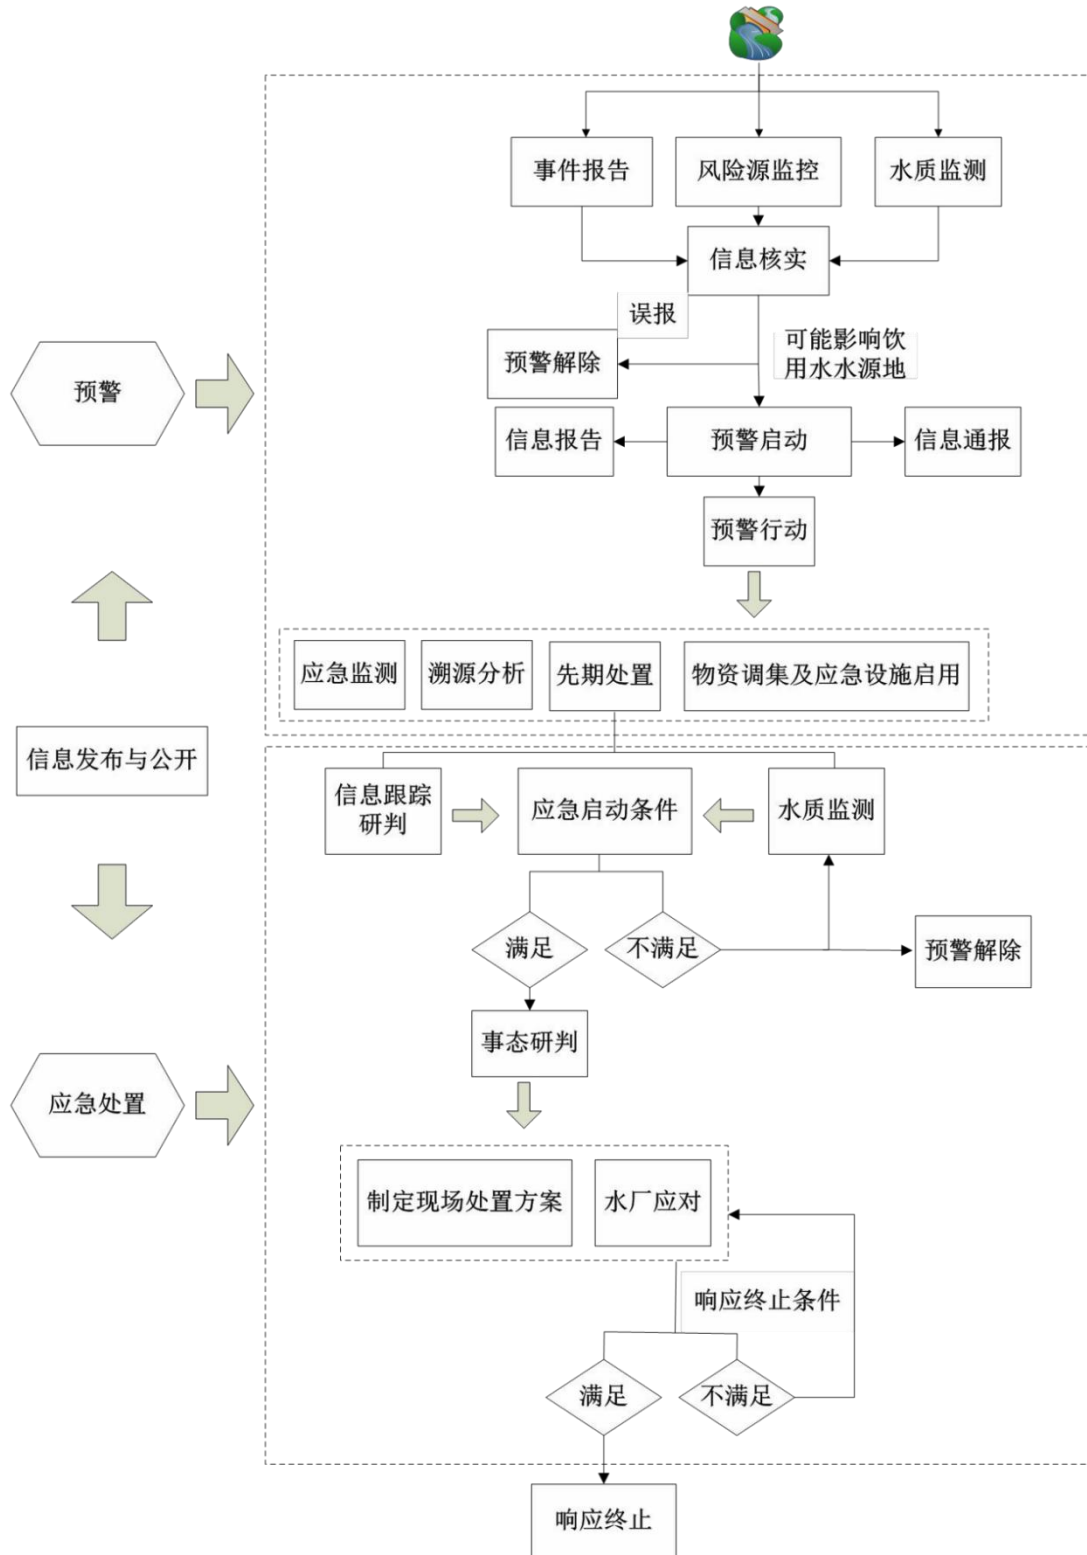 事件报告
风险源监控
水质监测
信息核实
误报
可能影响饮
用水水源地
预警解除
预警
信息报告
预警启动
信息通报
预警行动
应急监测
溯源分析
先期处置
物资调集及应急设施启用
信息发布与公开
信息跟踪
研判
应急启动条件
水质监测
满足
不满足
预警解除
事态研判
应急处置
制定现场处置方案
水厂应对
响应终止条件
满足
不满足
响应终止